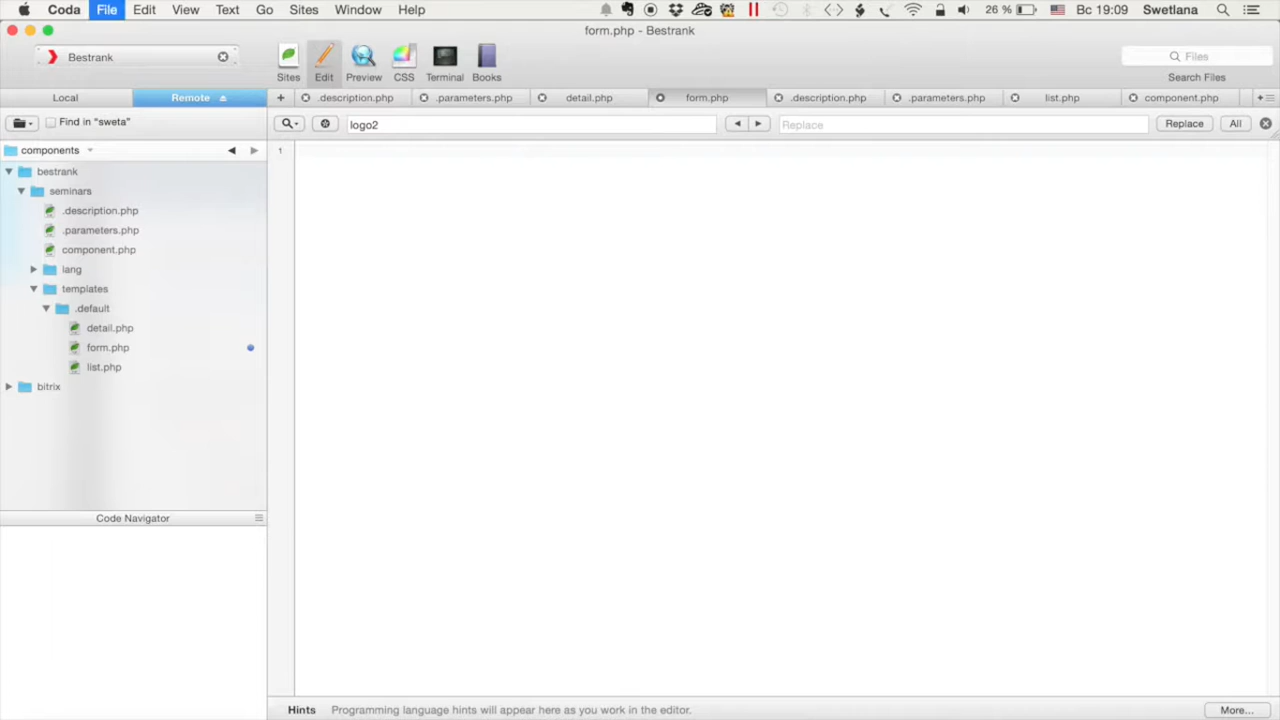 Coda File Edit View Text Go Sites Window Help 26 % Вс 19:09 Swetlana
form.php - Bestrank
Bestrank
Sites Edit Preview CSS Terminal Books
Files
Search Files
Local Remote
.description.php .parameters.php detail.php form.php .description.php .parameters.php list.php component.php
Find in “sweta”
logo2
Replace
Replace All
components
1
bestrank
seminars
.description.php
.parameters.php
component.php
lang
templates
.default
detail.php
form.php
list.php
bitrix
Code Navigator
Hints Programming language hints will appear here as you work in the editor.
More...